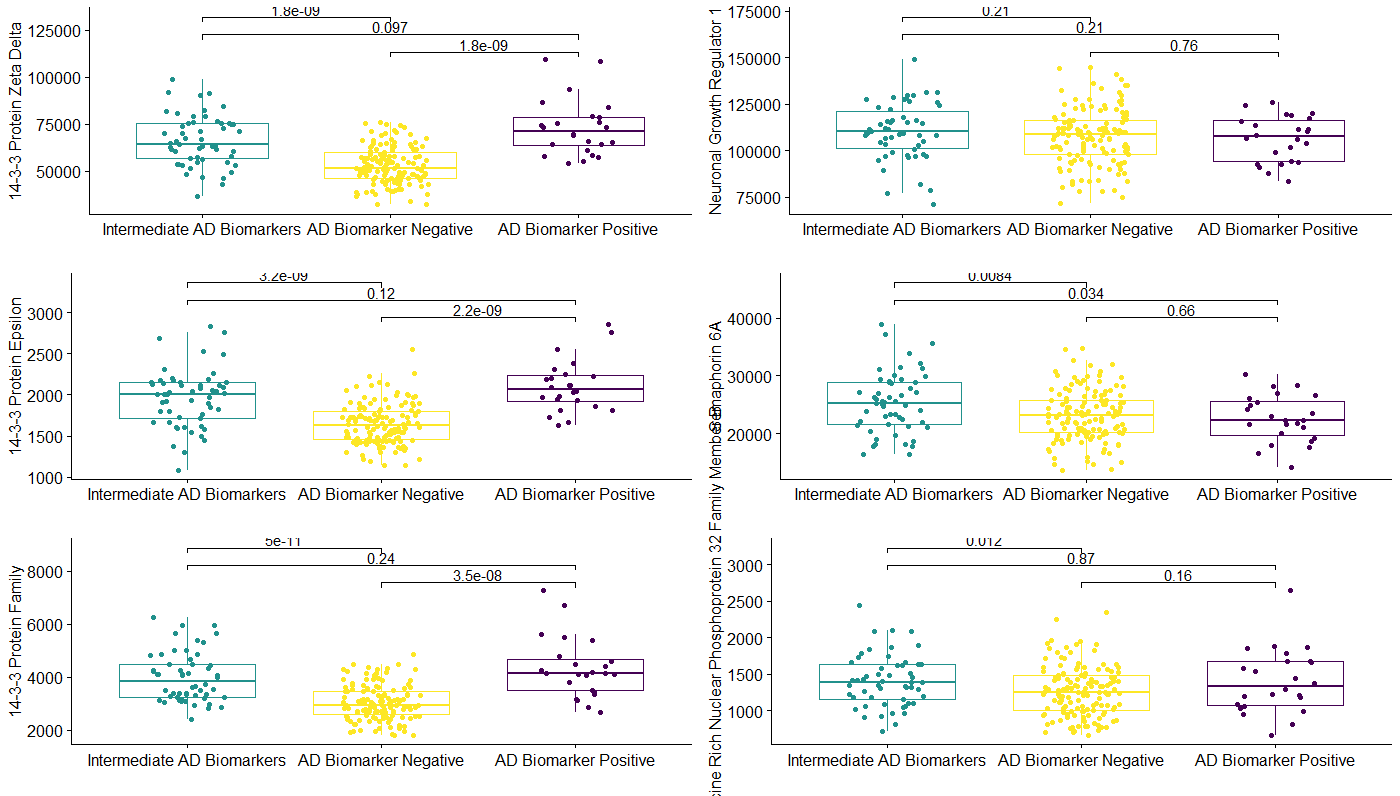 14-3-3 Protein Zeta Delta
125000
100000
75000
50000
1.8e-09
0.097
1.8e-09
Intermediate AD Biomarkers
AD Biomarker Negative
AD Biomarker Positive
Neuronal Growth Regulator 1
175000
150000
125000
100000
75000
0.21
0.21
0.76
Intermediate AD Biomarkers
AD Biomarker Negative
AD Biomarker Positive
14-3-3 Protein Epsilon
3000
2500
2000
1500
1000
3.2e-09
0.12
2.2e-09
Intermediate AD Biomarkers
AD Biomarker Negative
AD Biomarker Positive
Semaphorin 6A
40000
30000
20000
0.0084
0.034
0.66
Intermediate AD Biomarkers
AD Biomarker Negative
AD Biomarker Positive
14-3-3 Protein Family
8000
6000
4000
2000
5e-11
0.24
3.5e-08
Intermediate AD Biomarkers
AD Biomarker Negative
AD Biomarker Positive
Rich Nuclear Phosphoprotein 32 Family Member
3000
2500
2000
1500
1000
0.012
0.87
0.16
Intermediate AD Biomarkers
AD Biomarker Negative
AD Biomarker Positive